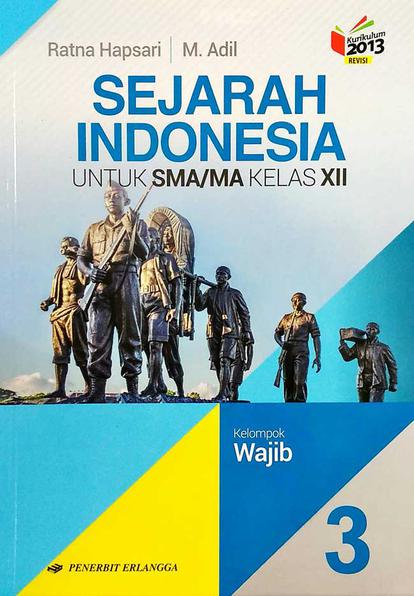 Ratna Hapsari | M. Adil
Kurikulum
2013
REVISI
SEJARAH
INDONESIA
UNTUK SMA/MA KELAS XII
Kelompok
Wajib
3
PENERBIT ERLANGGA